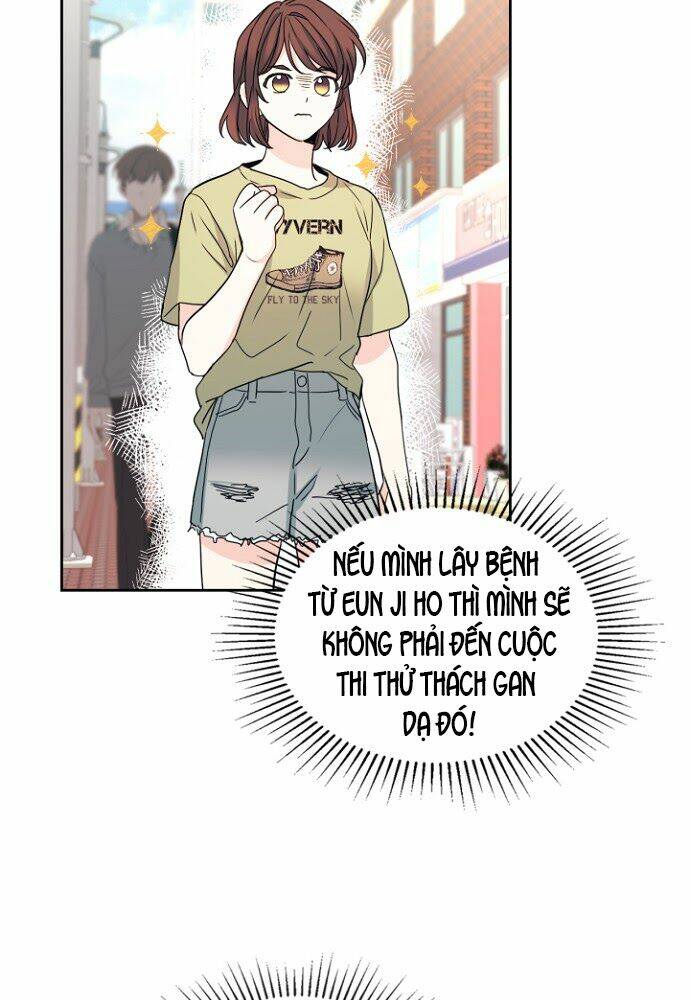 YVERN
FLY TO THE SKY
NẾU MÌNH LÂY BỆNH
TỪ EUN JI HO THÌ MÌNH SẼ
KHÔNG PHẢI ĐẾN CUỘC
THI THỬ THÁCH GAN
DẠ ĐÓ!